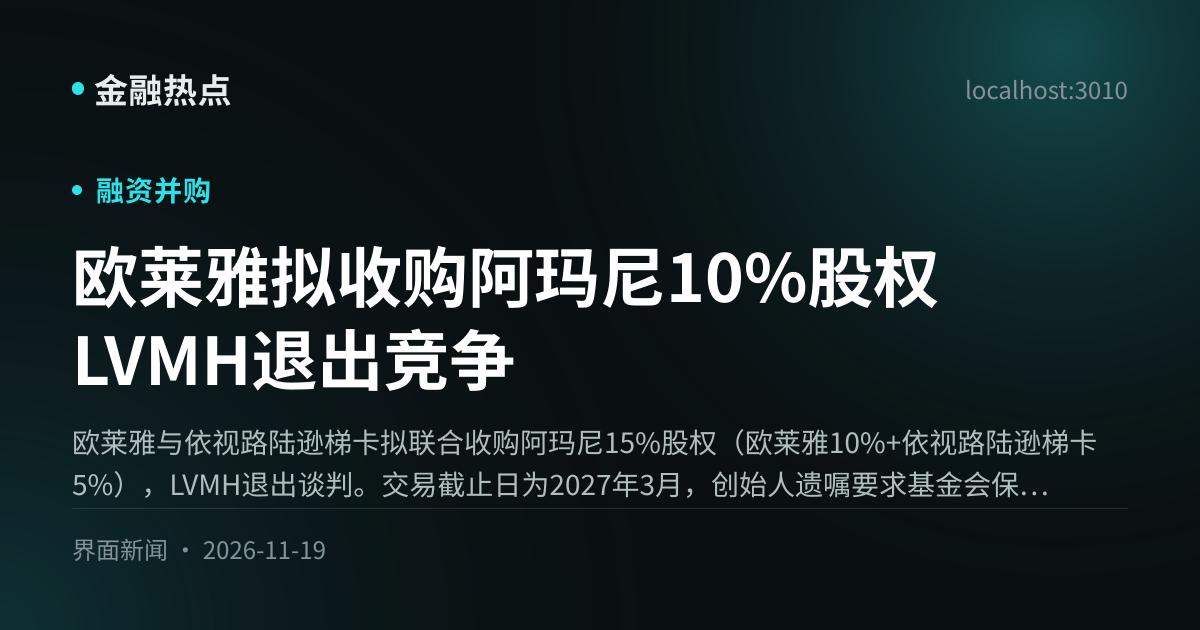 金融热点
localhost:3010
融资并购
欧莱雅拟收购阿玛尼10%股权
LVMH退出竞争
欧莱雅与依视路陆逊梯卡拟联合收购阿玛尼15%股权（欧莱雅10%+依视路陆逊梯卡
5%），LVMH退出谈判。交易截止日为2027年3月，创始人遗嘱要求基金会保…
界面新闻 · 2026-11-19